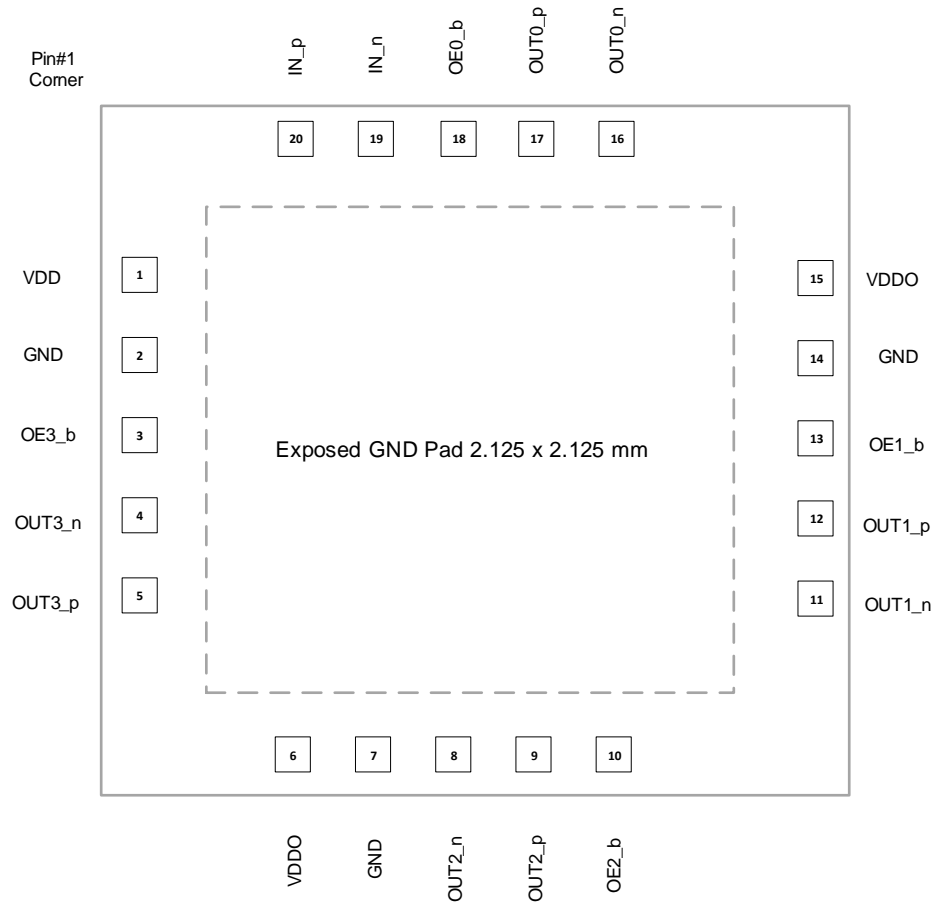 Pin#1
Corner
IN_p
IN_n
OE0_b
OUT0_p
OUT0_n
20
19
18
17
16
VDD
1
15
VDDO
GND
2
14
GND
OE3_b
3
Exposed GND Pad 2.125 x 2.125 mm
13
OE1_b
OUT3_n
4
12
OUT1_p
OUT3_p
5
11
OUT1_n
6
7
8
9
10
VDDO
GND
OUT2_n
OUT2_p
OE2_b